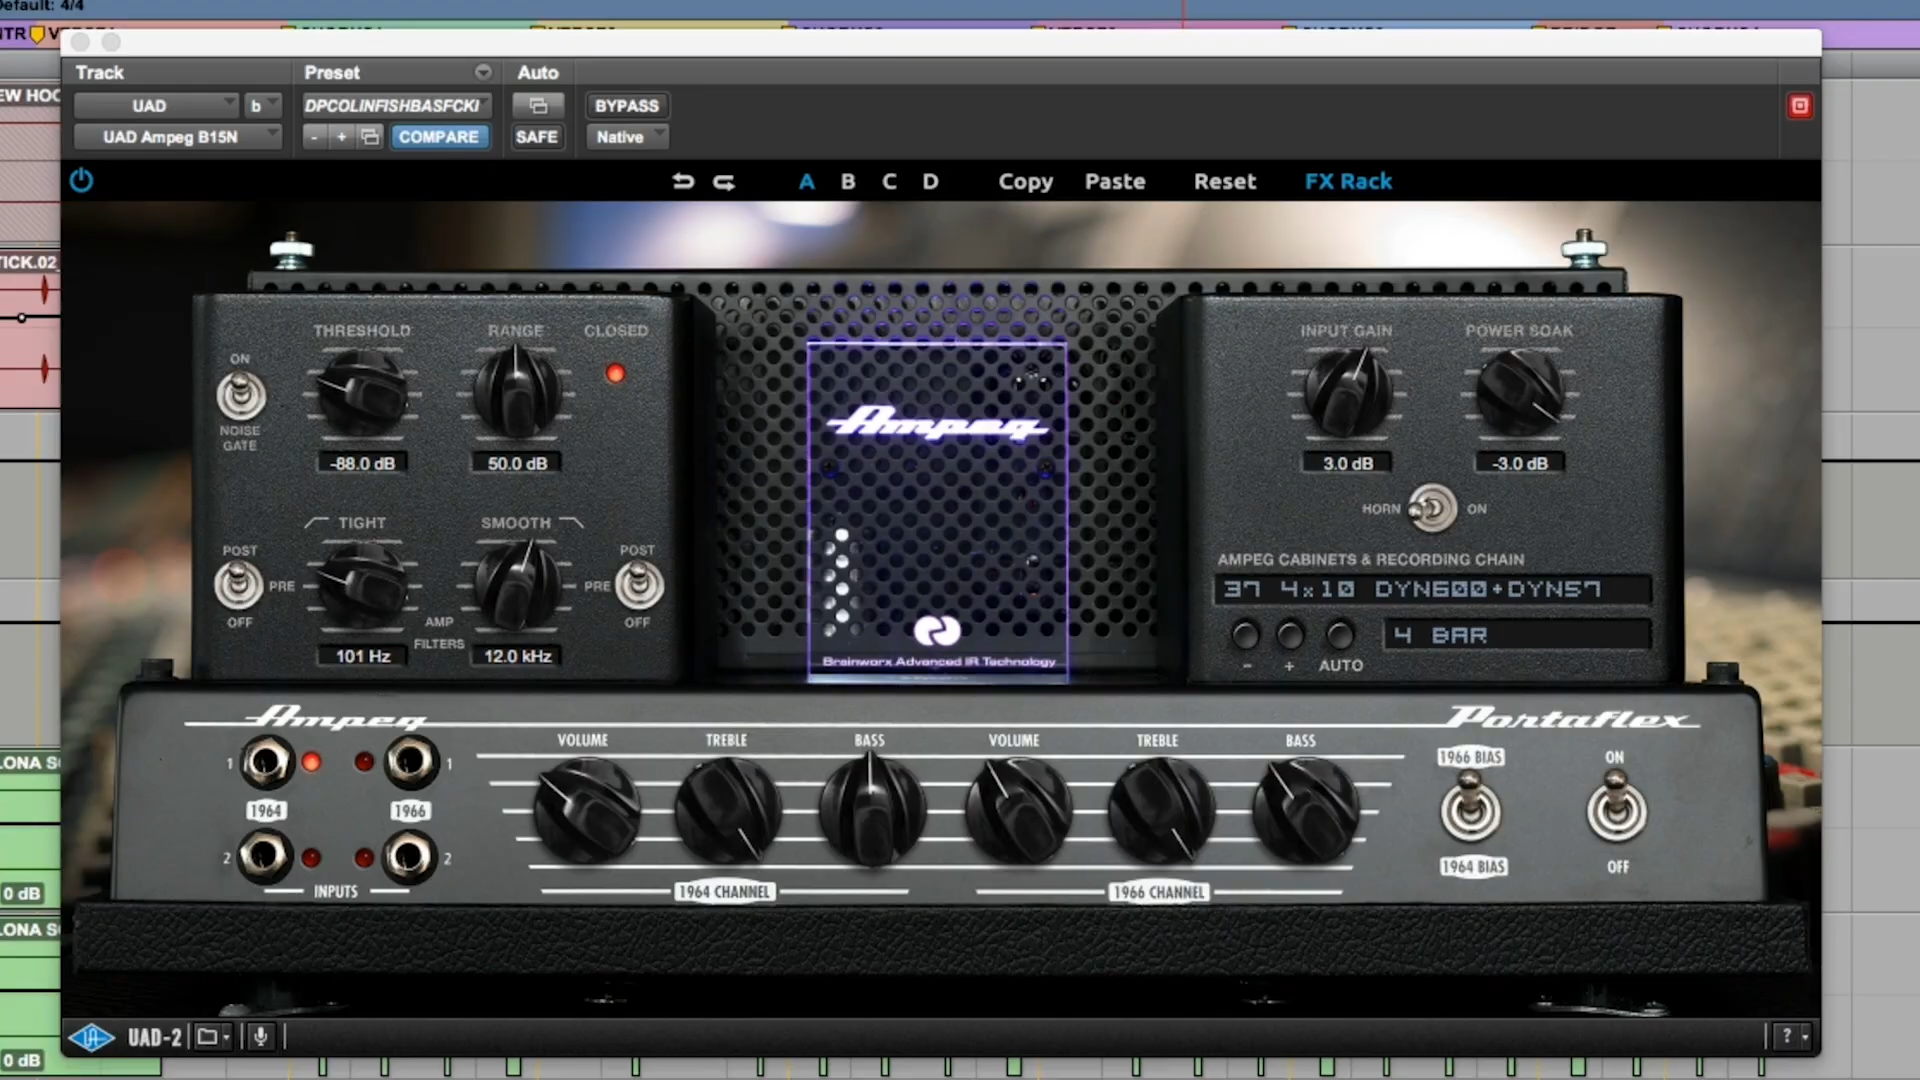 Default: 4/4
Track
Preset
Auto
UAD
b
DPCOLINFISHBASFCKI
BYPASS
UAD Ampeg B15N
-
+
COMPARE
SAFE
Native
A B C D Copy Paste Reset FX Rack
THRESHOLD
RANGE
CLOSED
ON
NOISE
GATE
-88.0 dB
50.0 dB
TIGHT
SMOOTH
POST
PRE
OFF
POST
PRE
OFF
AMP
FILTERS
101 Hz
12.0 kHz
Ampeg
Brainworx Advanced IR Technology
INPUT GAIN
POWER SOAK
3.0 dB
-3.0 dB
HORN
ON
AMPEG CABINETS & RECORDING CHAIN
37 4x10 DYN600+DYN57
4 BAR
-
+
AUTO
Ampeg
Portaflex
1
1
1964
1966
2
2
INPUTS
VOLUME
TREBLE
BASS
VOLUME
TREBLE
BASS
1964 CHANNEL
1966 CHANNEL
1966 BIAS
1964 BIAS
ON
OFF
UAD-2
?
TICK.02
0 dB
0 dB